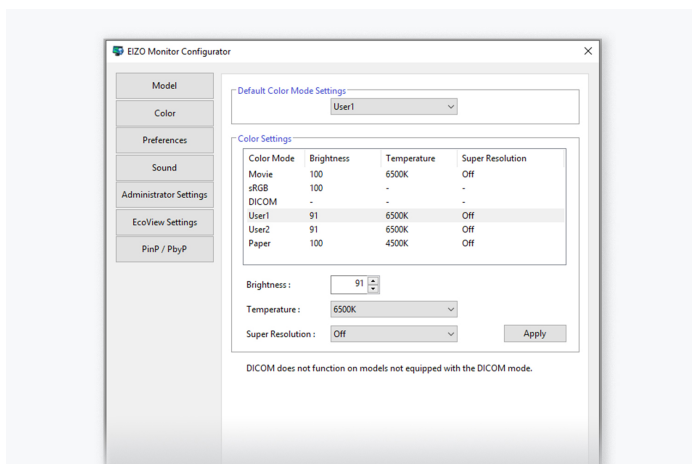 EIZO Monitor Configurator
Model
Color
Preferences
Sound
Administrator Settings
EcoView Settings
PinP / PbyP
Default Color Mode Settings
User1
Color Settings
Color Mode Brightness Temperature Super Resolution
Movie 100 6500K Off
sRGB 100 - -
DICOM - - -
User1 91 6500K Off
User2 91 6500K Off
Paper 100 4500K Off
Brightness : 91
Temperature : 6500K
Super Resolution : Off Apply
DICOM does not function on models not equipped with the DICOM mode.